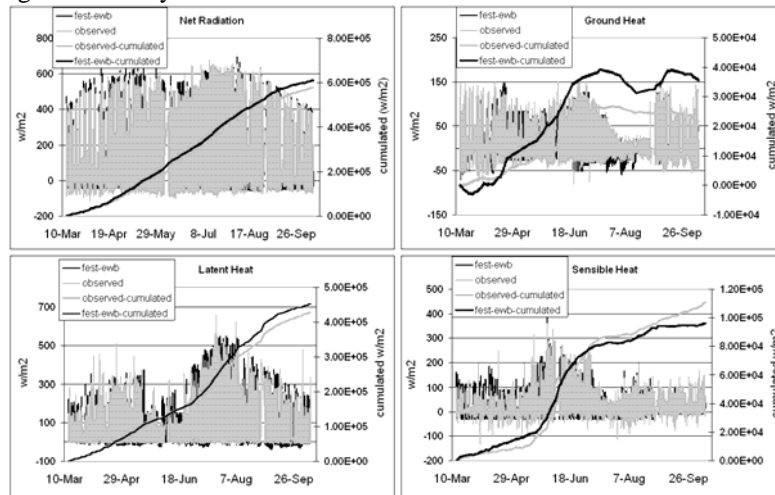 Net Radiation
fest-ewb
observed
observed-cumulated
fest-ewb-cumulated
w/m2
800
600
400
200
0
-200
8.00E+05
6.00E+05
4.00E+05
2.00E+05
0.00E+00
cumulated (w/m2)
10-Mar 19-Apr 29-May 8-Jul 17-Aug 26-Sep
Ground Heat
fest-ewb
observed
observed-cumulated
fest-ewb-cumulated
w/m2
250
150
50
-50
-150
5.00E+04
4.00E+04
3.00E+04
2.00E+04
1.00E+04
0.00E+00
-1.00E+04
cumulated w/m2
10-Mar 29-Apr 18-Jun 7-Aug 26-Sep
Latent Heat
fest-ewb
observed
observed-cumulated
fest-ewb-cumulated
w/m2
700
500
300
100
-100
5.00E+05
4.00E+05
3.00E+05
2.00E+05
1.00E+05
0.00E+00
cumulated w/m2
10-Mar 29-Apr 18-Jun 7-Aug 26-Sep
Sensible Heat
fest-ewb
observed
observed-cumulated
fest-ewb-cumulated
w/m2
500
400
300
200
100
0
-100
-200
1.20E+05
1.00E+05
8.00E+04
6.00E+04
4.00E+04
2.00E+04
0.00E+00
cumulated w/m2
10-Mar 29-Apr 18-Jun 7-Aug 26-Sep